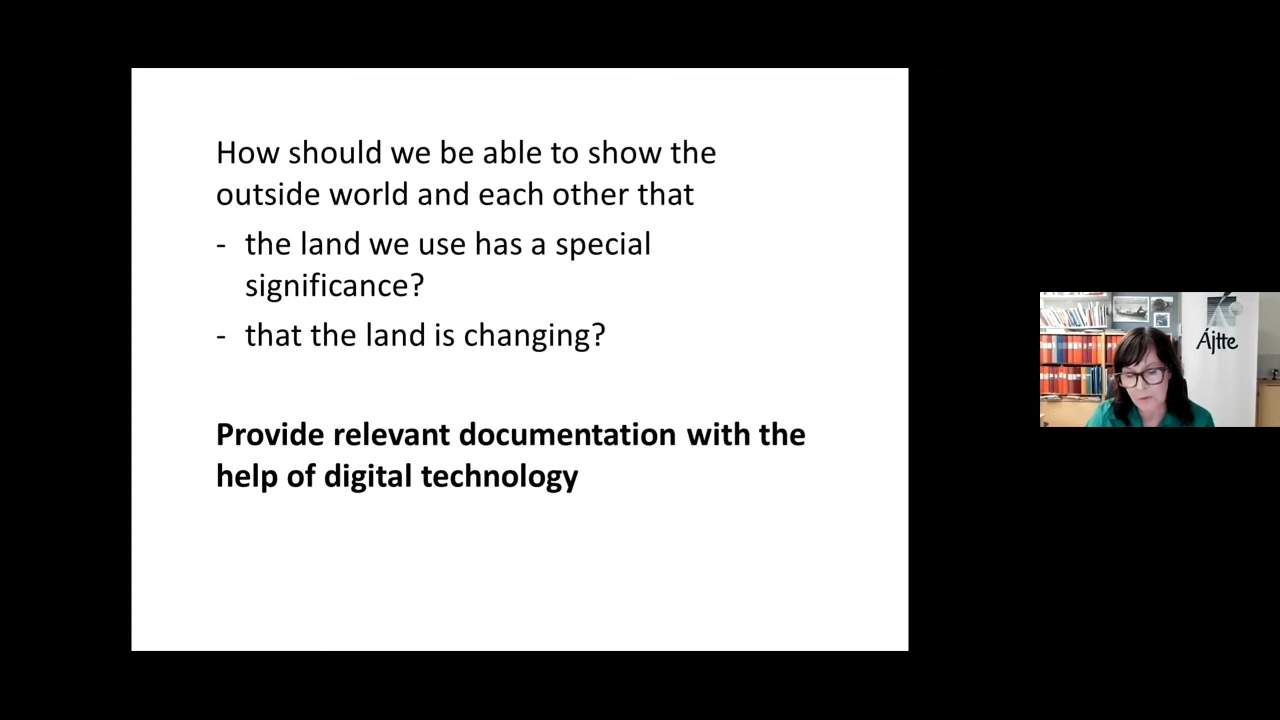 How should we be able to show the
outside world and each other that
- the land we use has a special
significance?
- that the land is changing?
Provide relevant documentation with the
help of digital technology
Ájtte